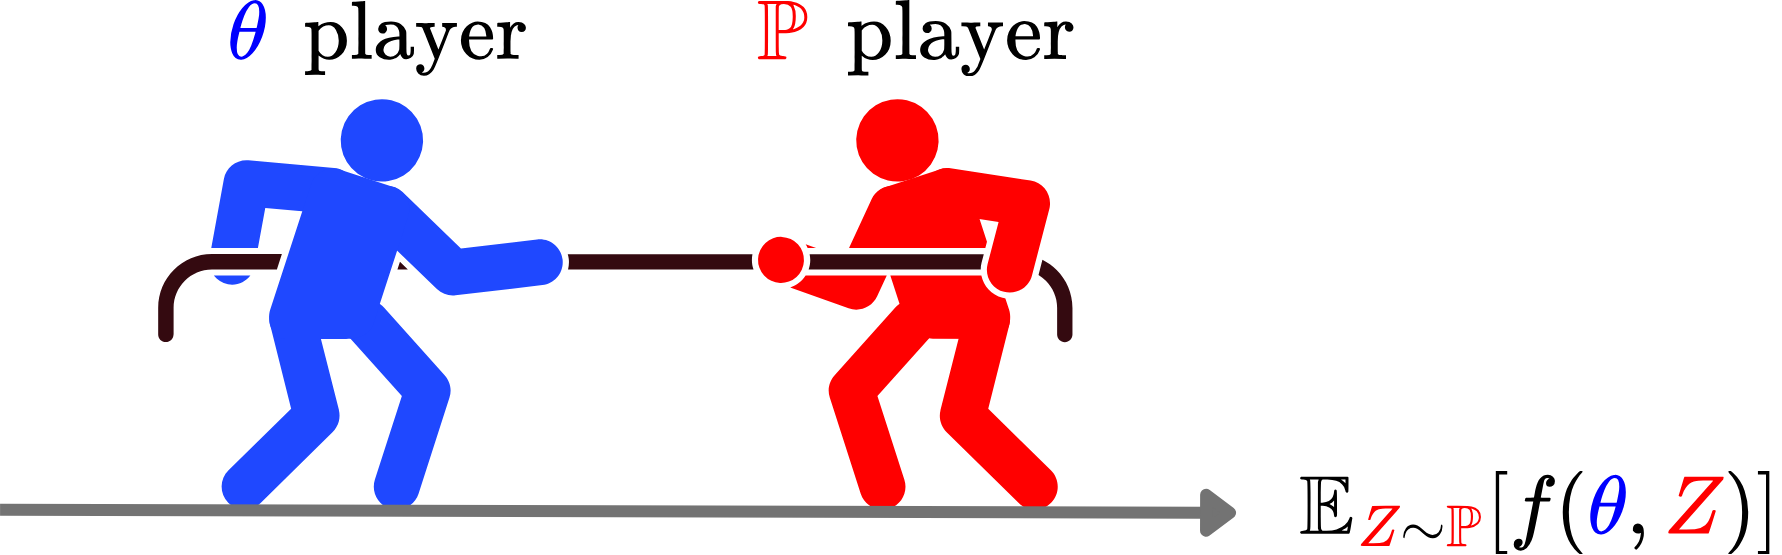 θ player
ℙ player
𝔼_{Z∼ℙ}[f(θ, Z)]